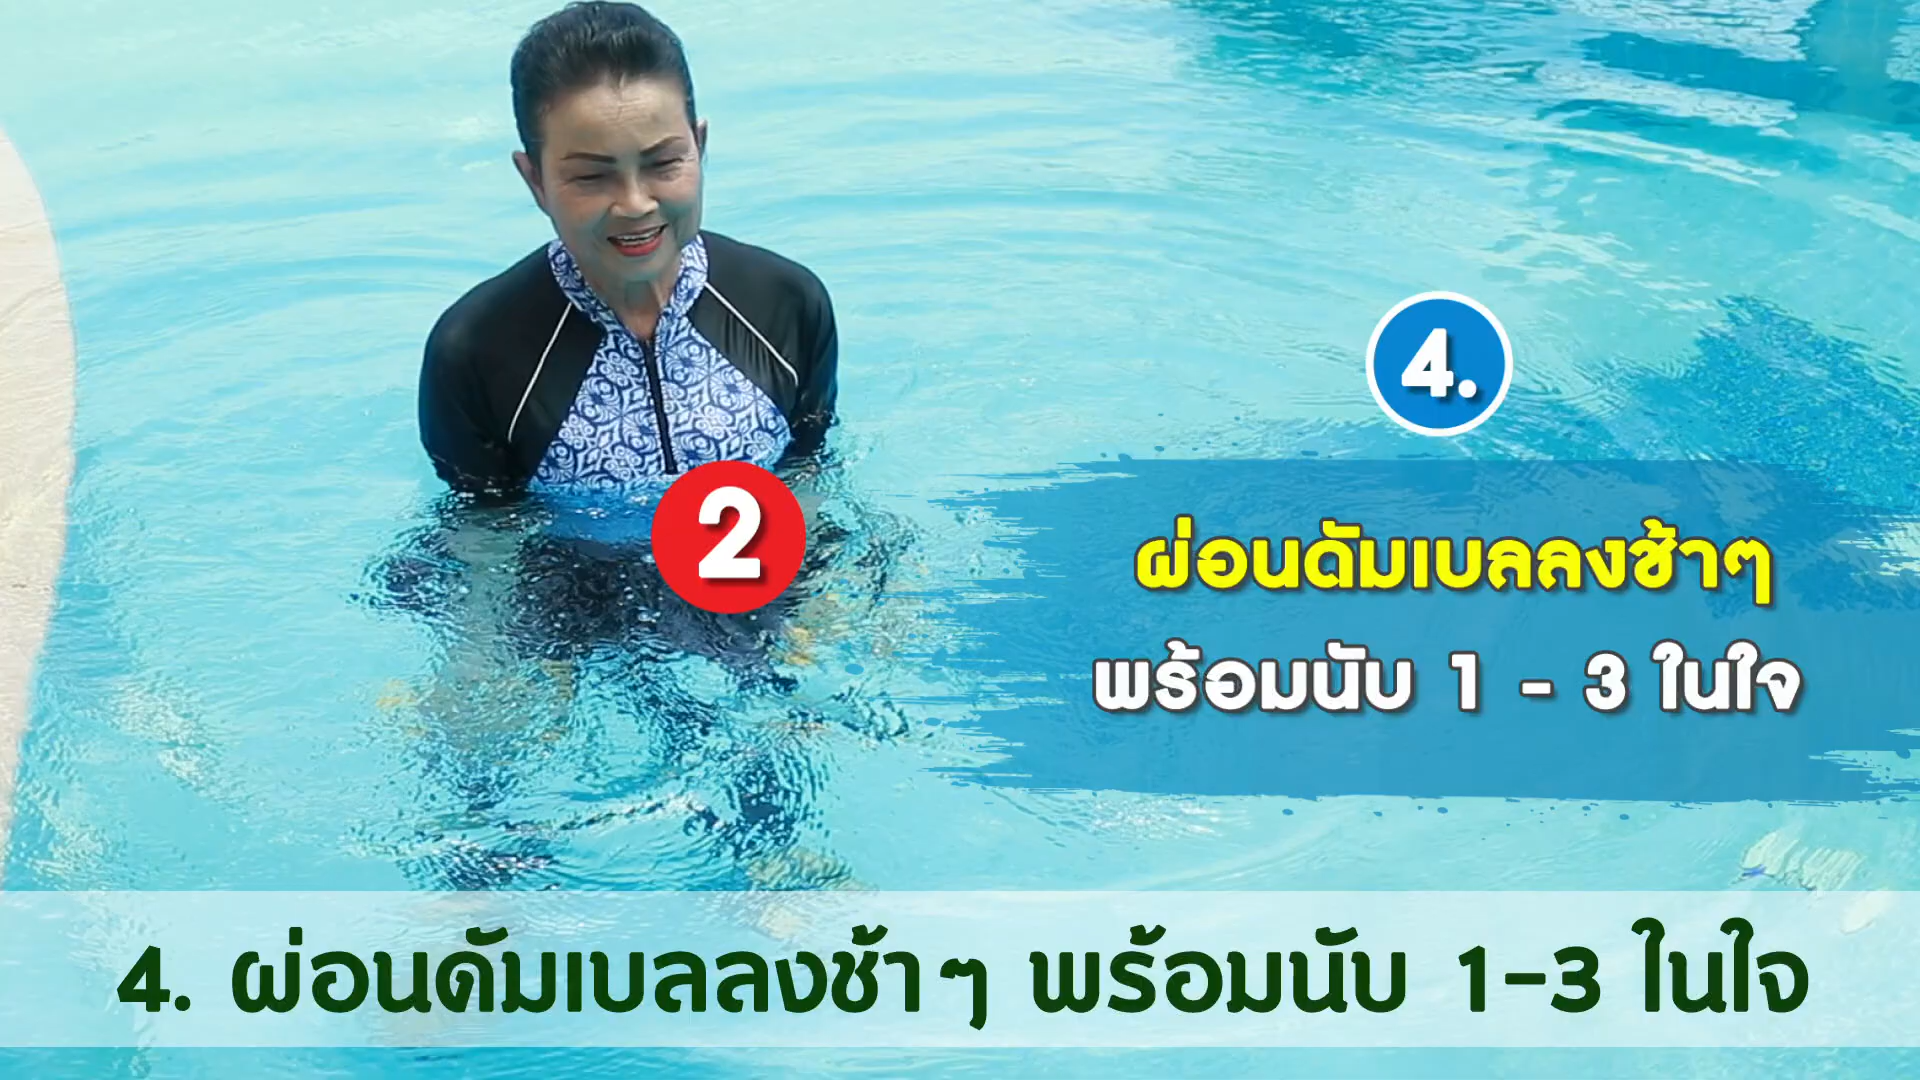 4.
ผ่อนดัมเบลลงช้าๆ
พร้อมนับ 1 - 3 ในใจ
2
4. ผ่อนดัมเบลลงช้าๆ พร้อมนับ 1-3 ในใจ